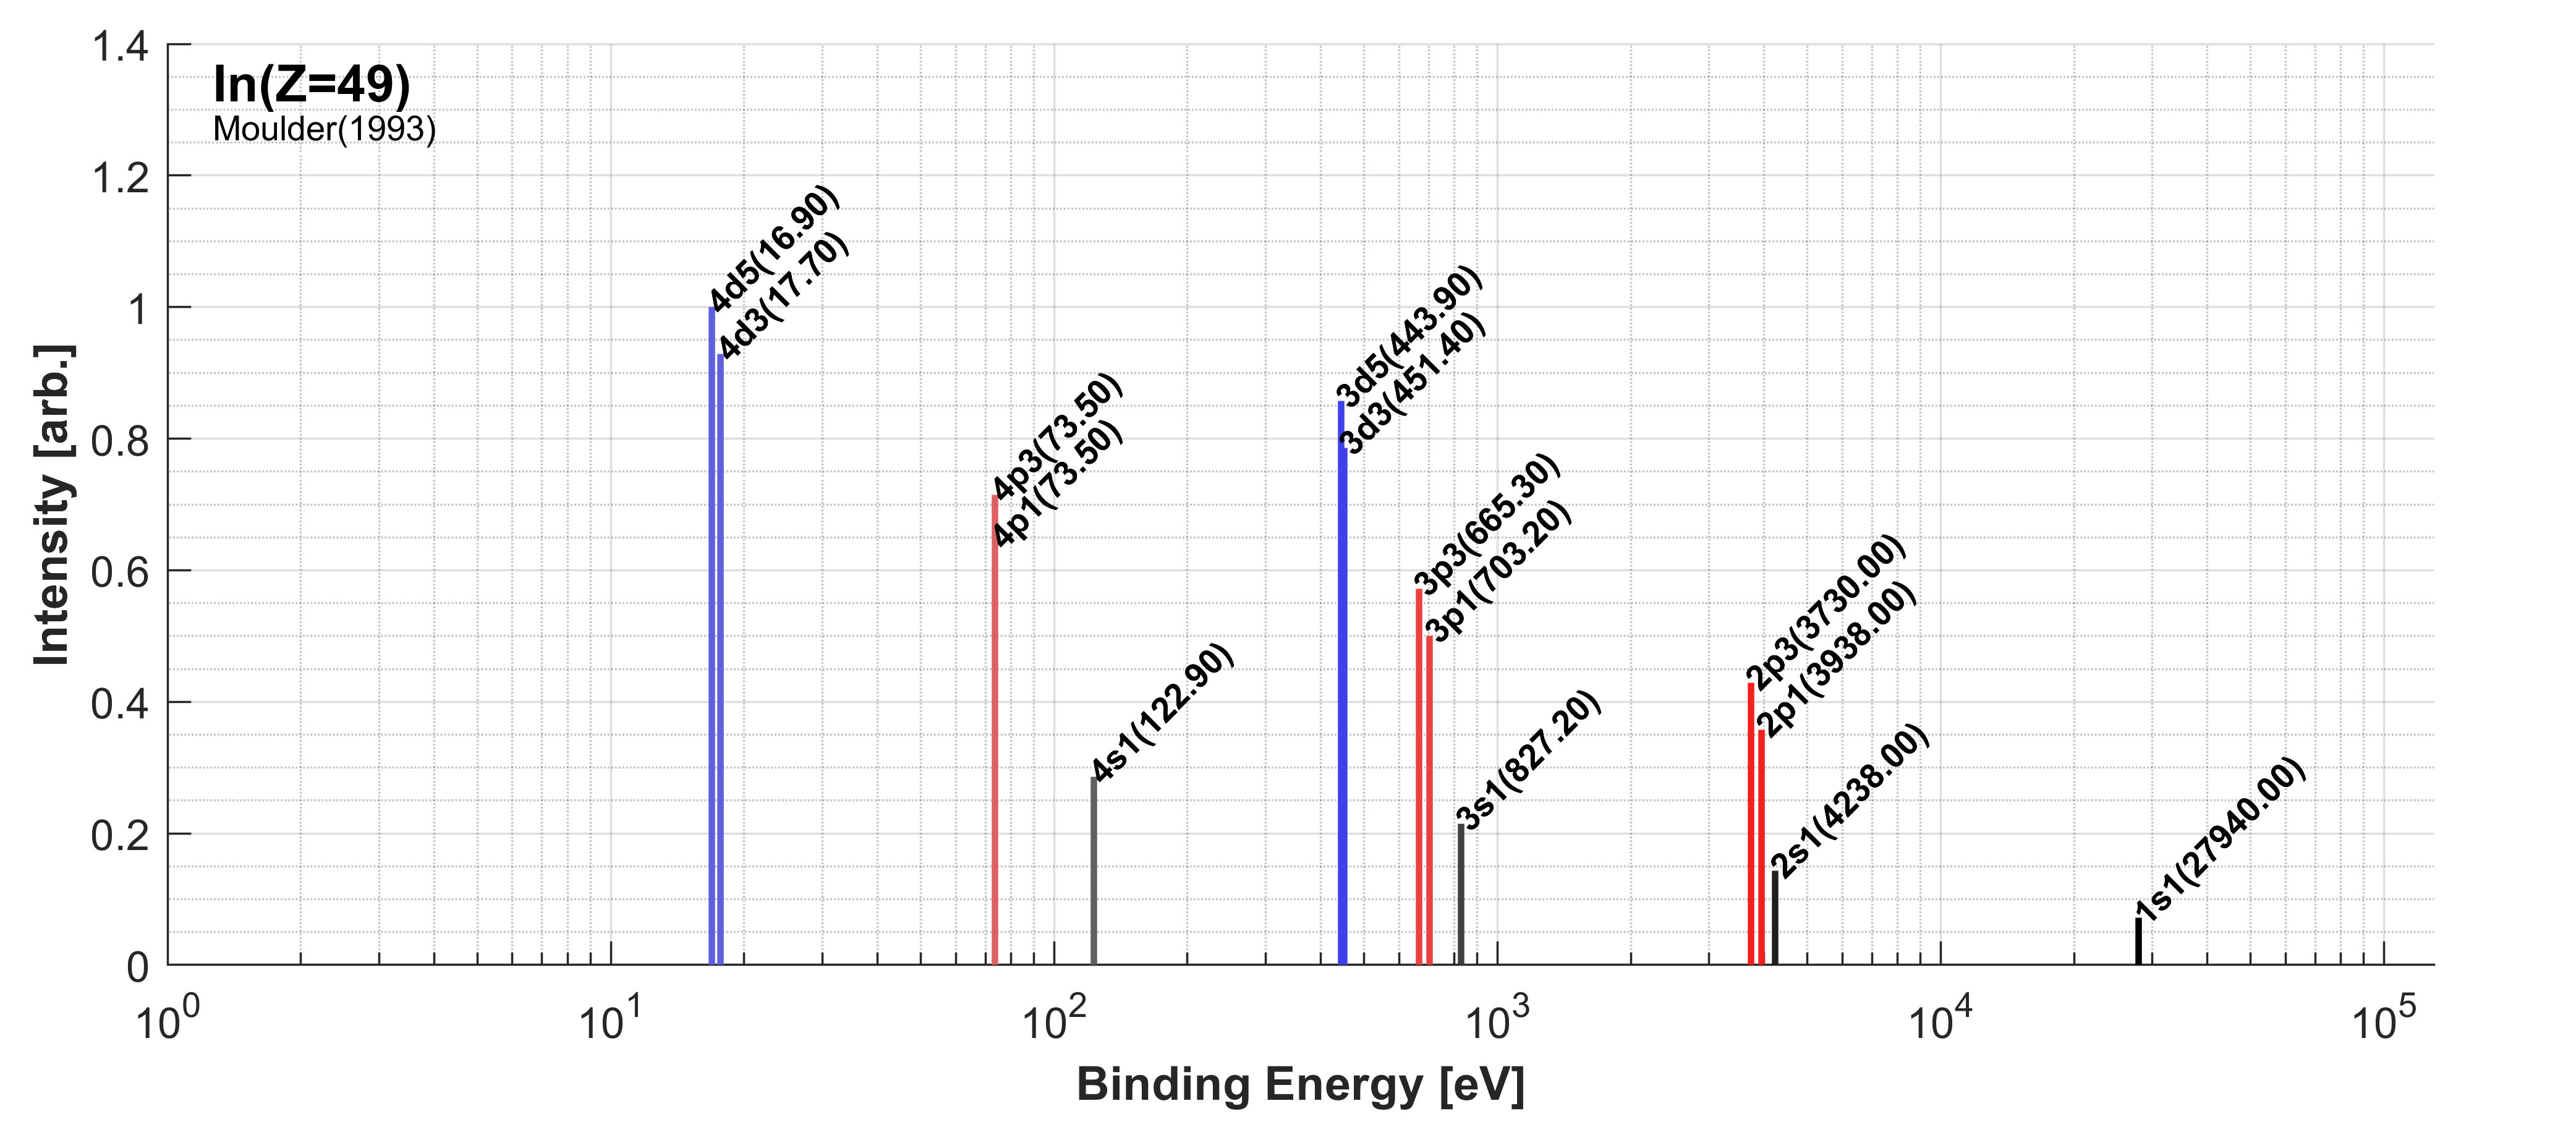 In(Z=49)
Moulder(1993)
Intensity [arb.]
1.4
1.2
1
0.8
0.6
0.4
0.2
0
4d5(16.90)
4d3(17.70)
4p3(73.50)
4p1(73.50)
4s1(122.90)
3d5(443.90)
3d3(451.40)
3p3(665.30)
3p1(703.20)
3s1(827.20)
2p3(3730.00)
2p1(3938.00)
2s1(4238.00)
1s1(27940.00)
10^0 10^1 10^2 10^3 10^4 10^5
Binding Energy [eV]